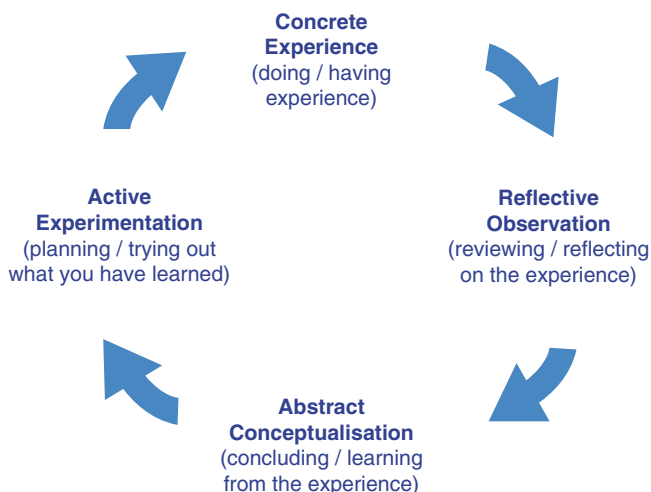 Concrete
Experience
(doing / having
experience)
Reflective
Observation
(reviewing / reflecting
on the experience)
Abstract
Conceptualisation
(concluding / learning
from the experience)
Active
Experimentation
(planning / trying out
what you have learned)